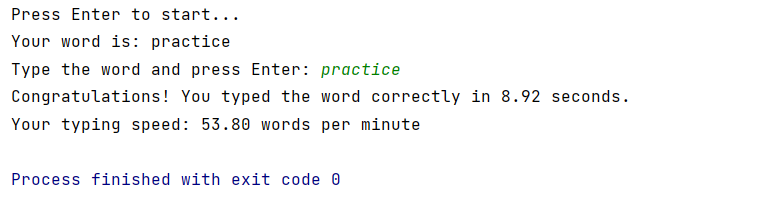 Press Enter to start...
Your word is: practice
Type the word and press Enter: practice
Congratulations! You typed the word correctly in 8.92 seconds.
Your typing speed: 53.80 words per minute
Process finished with exit code 0